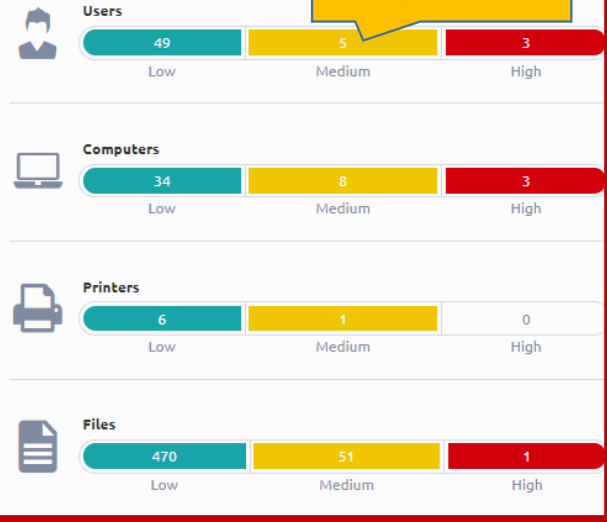 Users
49 5 3
Low Medium High
Computers
34 8 3
Low Medium High
Printers
6 1 0
Low Medium High
Files
470 51 1
Low Medium High